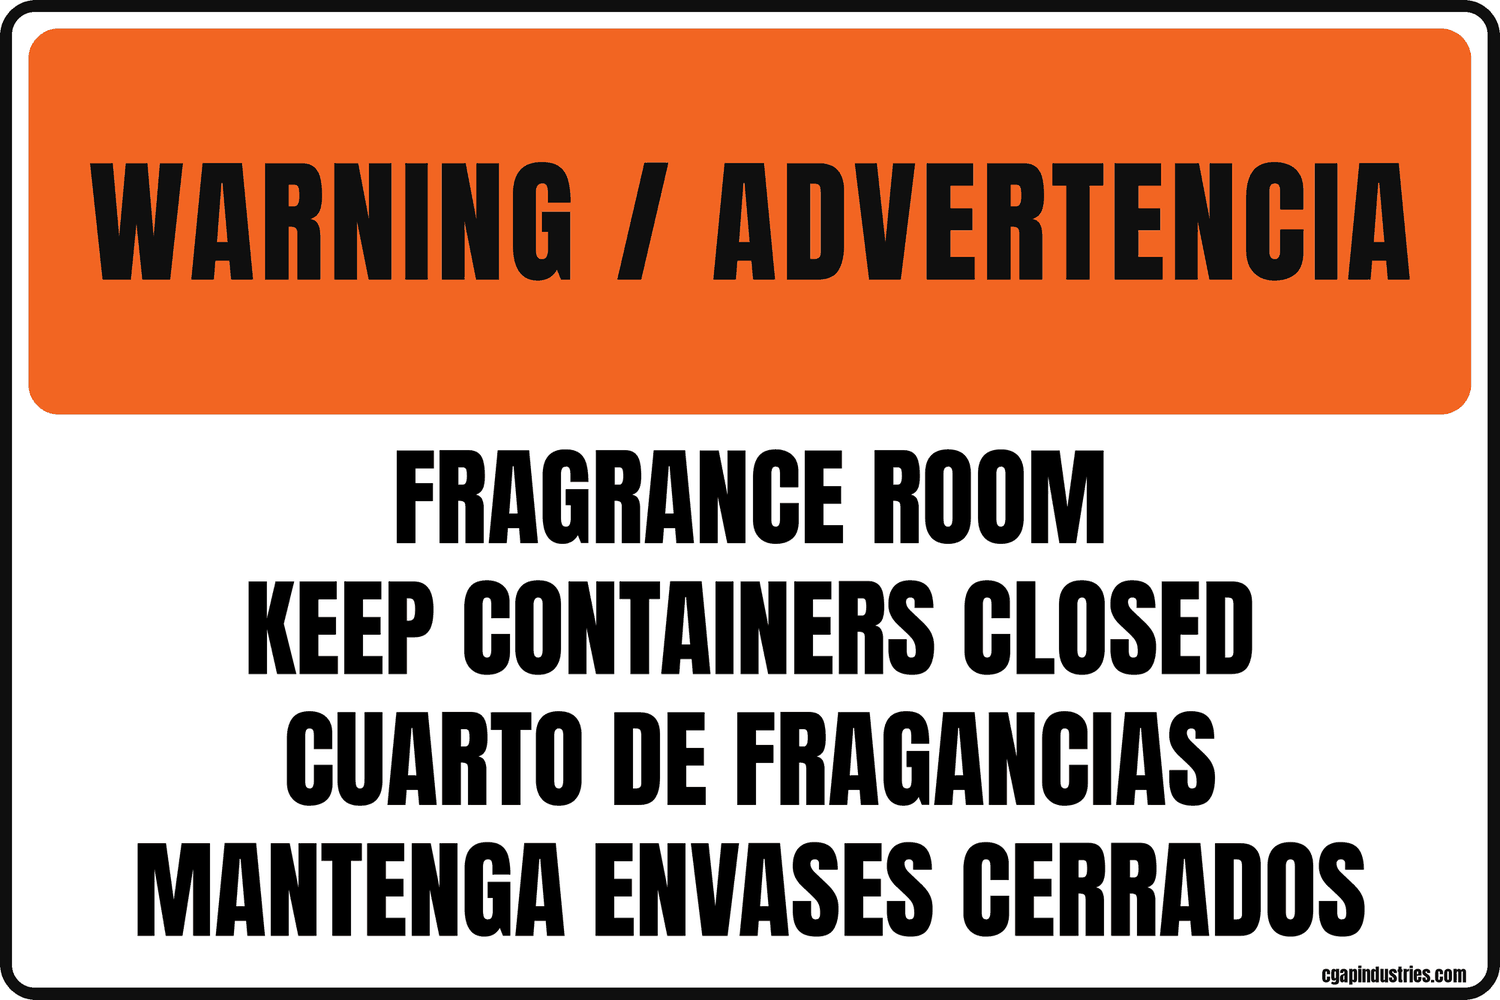 WARNING / ADVERTENCIA
FRAGRANCE ROOM
KEEP CONTAINERS CLOSED
CUARTO DE FRAGANCIAS
MANTENGA ENVASES CERRADOS
cgapindustries.com